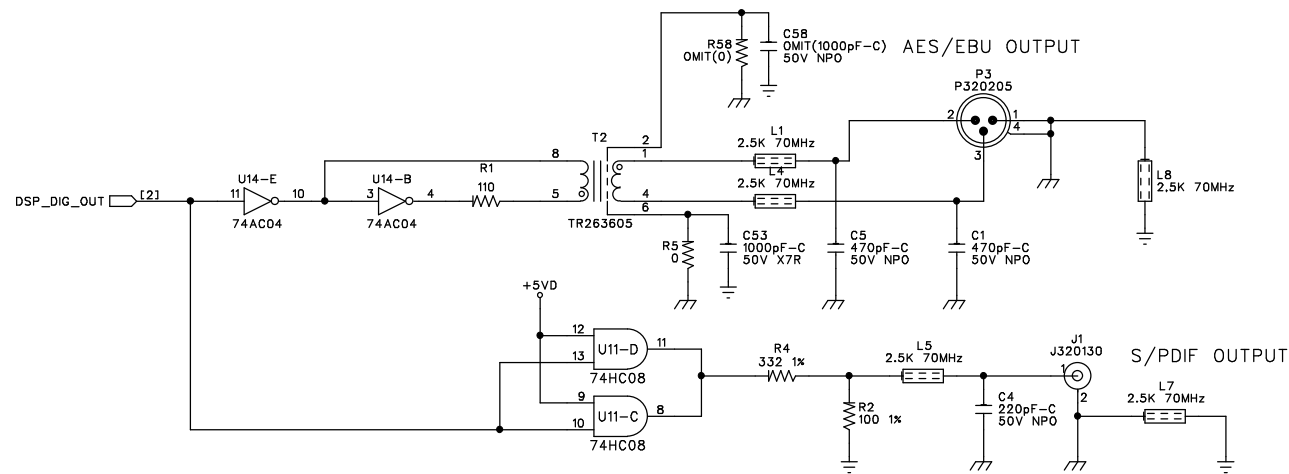 R58
OMIT(0)
C58
OMIT(1000pF-C)
50V NPO
AES/EBU OUTPUT
P3
P320205
2
1
4
3
T2
2
1
4
6
8
5
TR263605
L1
2.5K 70MHz
L4
2.5K 70MHz
L8
2.5K 70MHz
DSP_DIG_OUT
[2]
11
U14-E
10
74AC04
3
U14-B
4
74AC04
R1
110
R5
0
C53
1000pF-C
50V X7R
C5
470pF-C
50V NPO
C1
470pF-C
50V NPO
+5VD
12
13
U11-D
11
74HC08
9
10
U11-C
8
74HC08
R4
332 1%
R2
100 1%
L5
2.5K 70MHz
C4
220pF-C
50V NPO
J1
J320130
1
2
S/PDIF OUTPUT
L7
2.5K 70MHz